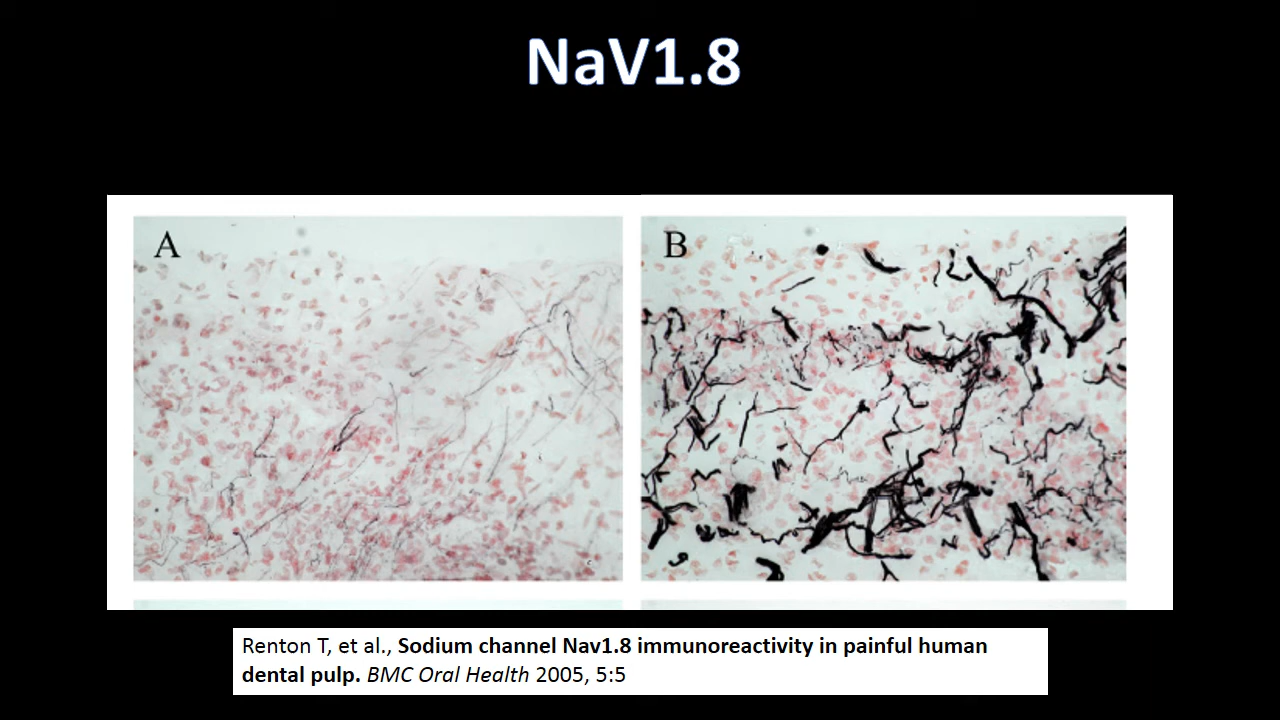 NaV1.8
A
B
Renton T, et al., Sodium channel Nav1.8 immunoreactivity in painful human
dental pulp. BMC Oral Health 2005, 5:5